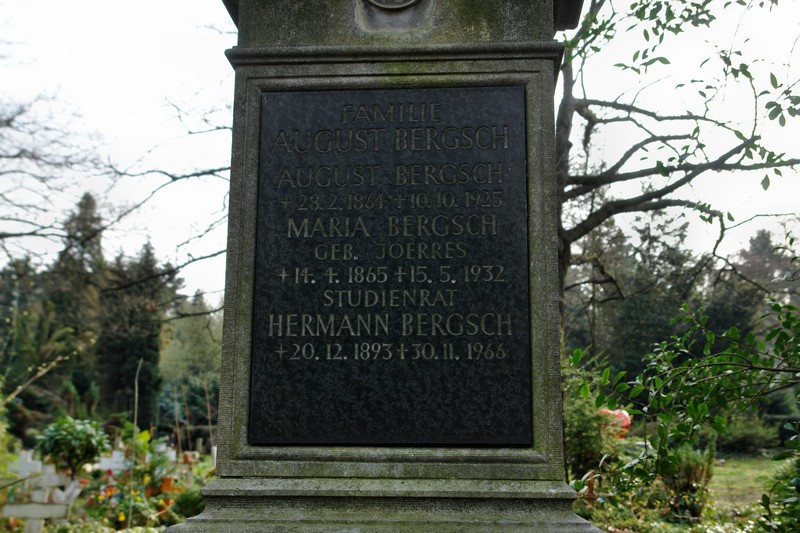 FAMILIE
AUGUST BERGSCH
AUGUST BERGSCH
+28.2.1864+10.10.1925
MARIA BERGSCH
GEB. JOERRES
+14.4.1865+15.5.1932
STUDIENRAT
HERMANN BERGSCH
+20.12.1893+30.11.1966